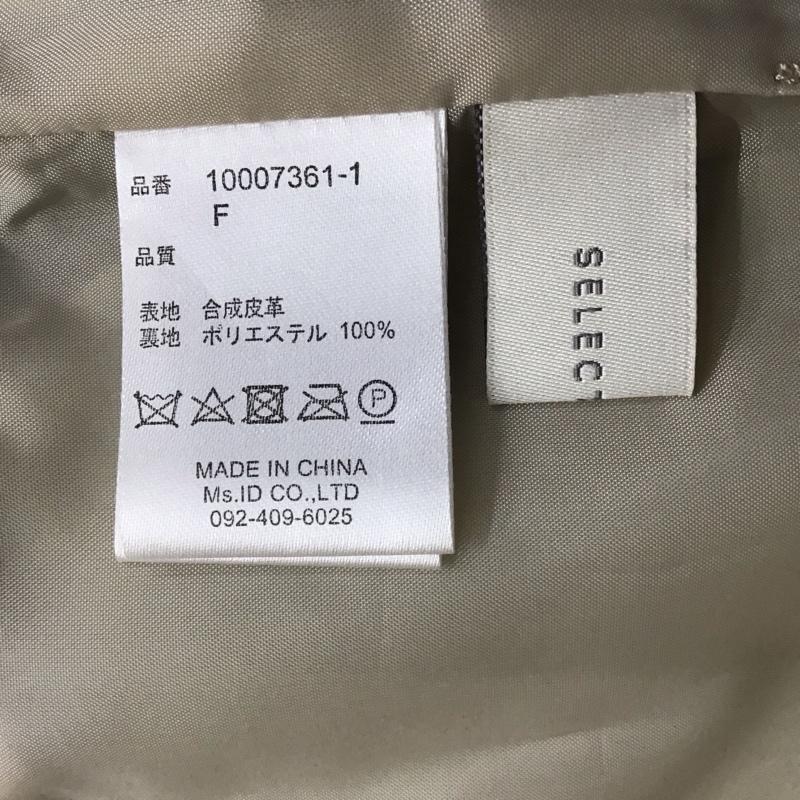 品番 10007361-1
F
品質
表地 合成皮革
裏地 ポリエステル 100%
P
MADE IN CHINA
Ms.ID CO.,LTD
092-409-6025
SELECT